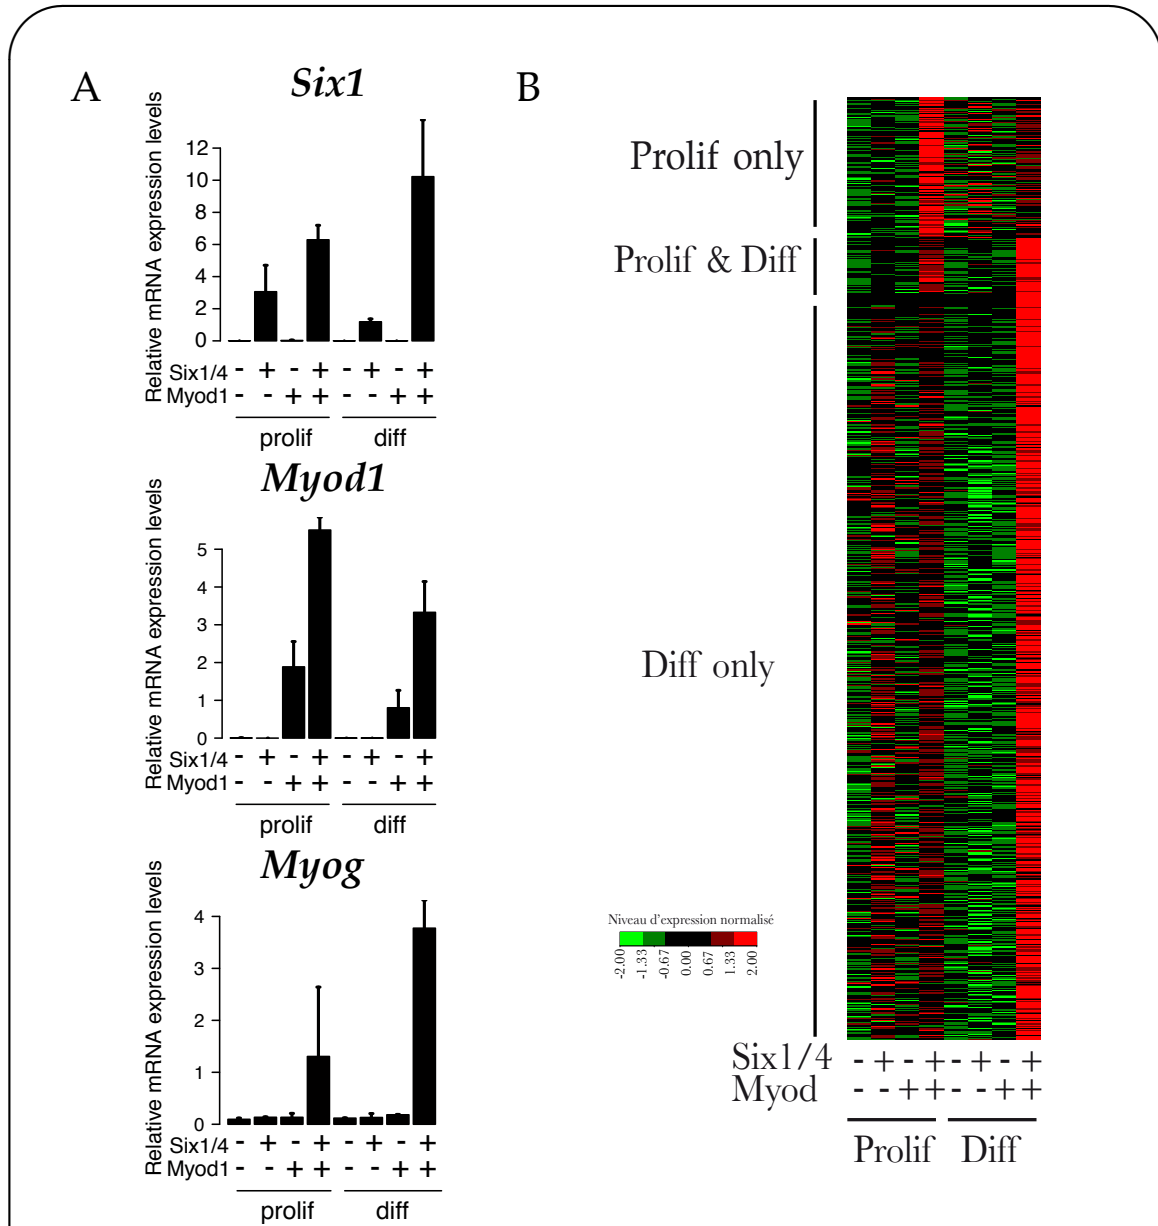 A
Six1
Relative mRNA expression levels
12
10
8
6
4
2
0
Six1/4 - + - + - + - +
Myod1 - - + + - - + +
prolif diff
Myod1
Relative mRNA expression levels
5
4
3
2
1
0
Six1/4 - + - + - + - +
Myod1 - - + + - - + +
prolif diff
Myog
Relative mRNA expression levels
4
3
2
1
0
Six1/4 - + - + - + - +
Myod1 - - + + - - + +
prolif diff
B
Prolif only
Prolif & Diff
Diff only
Niveau d'expression normalisé
-2.00 -1.33 -0.67 0.00 0.67 1.33 2.00
Six1/4 - + - + - + - +
Myod - - + + - - + +
Prolif Diff